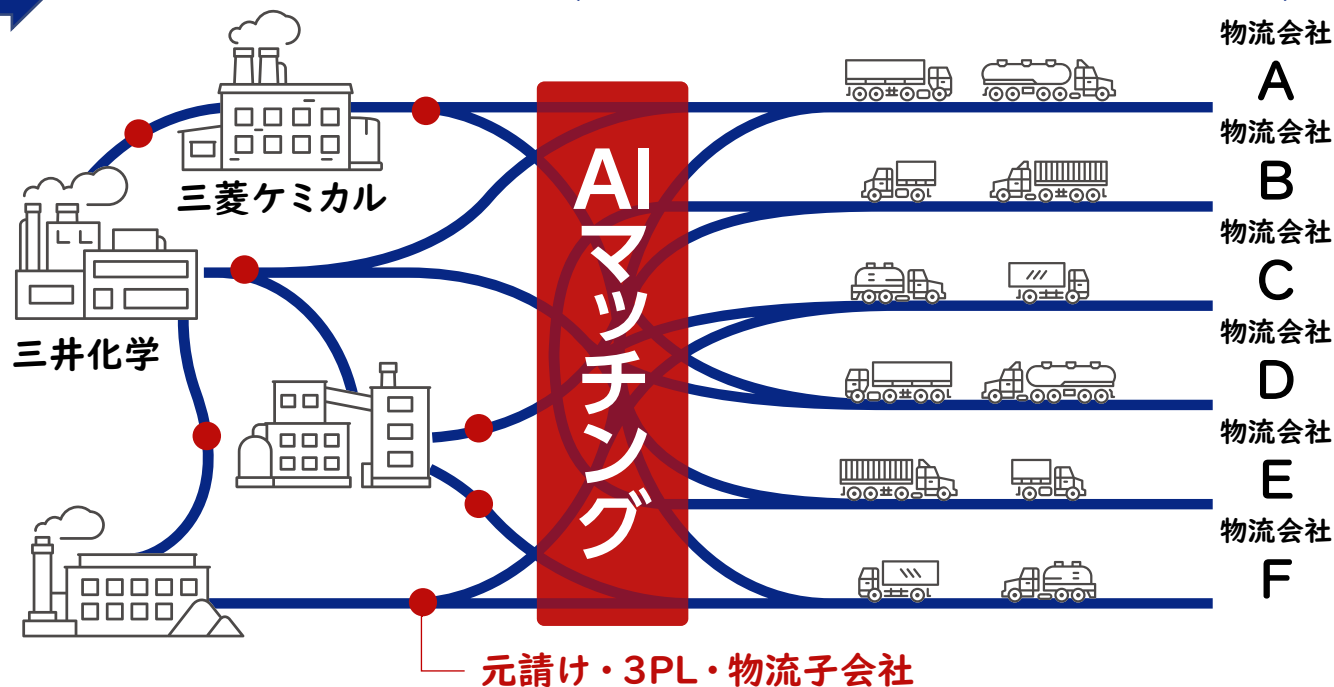 三菱ケミカル
三井化学
AIマッチング
物流会社
A
物流会社
B
物流会社
C
物流会社
D
物流会社
E
物流会社
F
元請け・3PL・物流子会社